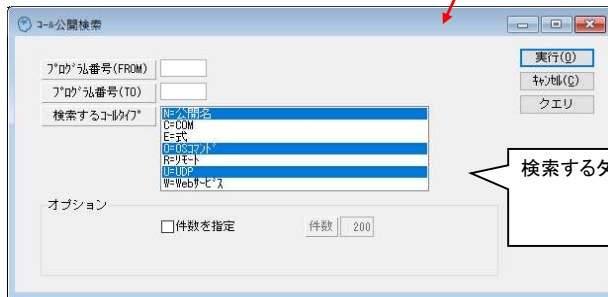 ｺｰﾙ公開検索
ﾌﾟﾛｸﾞﾗﾑ番号(FROM)
ﾌﾟﾛｸﾞﾗﾑ番号(TO)
検索するｺｰﾙﾀｲﾌﾟ
N=公開名
C=COM
E=式
O=OSｺﾏﾝﾄﾞ
R=ﾘﾓｰﾄ
U=UDP
W=Webｻｰﾋﾞｽ
実行(O)
ｷｬﾝｾﾙ(C)
クエリ
検索するタ
オプション
件数を指定
件数
200